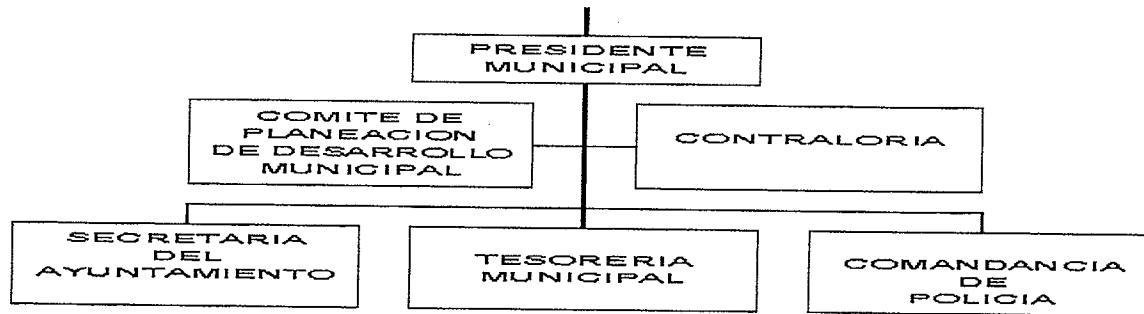 PRESIDENTE
MUNICIPAL
COMITE DE
PLANEACION
DE DESARROLLO
MUNICIPAL
CONTRALORIA
SECRETARIA
DEL
AYUNTAMIENTO
TESORERIA
MUNICIPAL
COMANDANCIA
DE
POLICIA